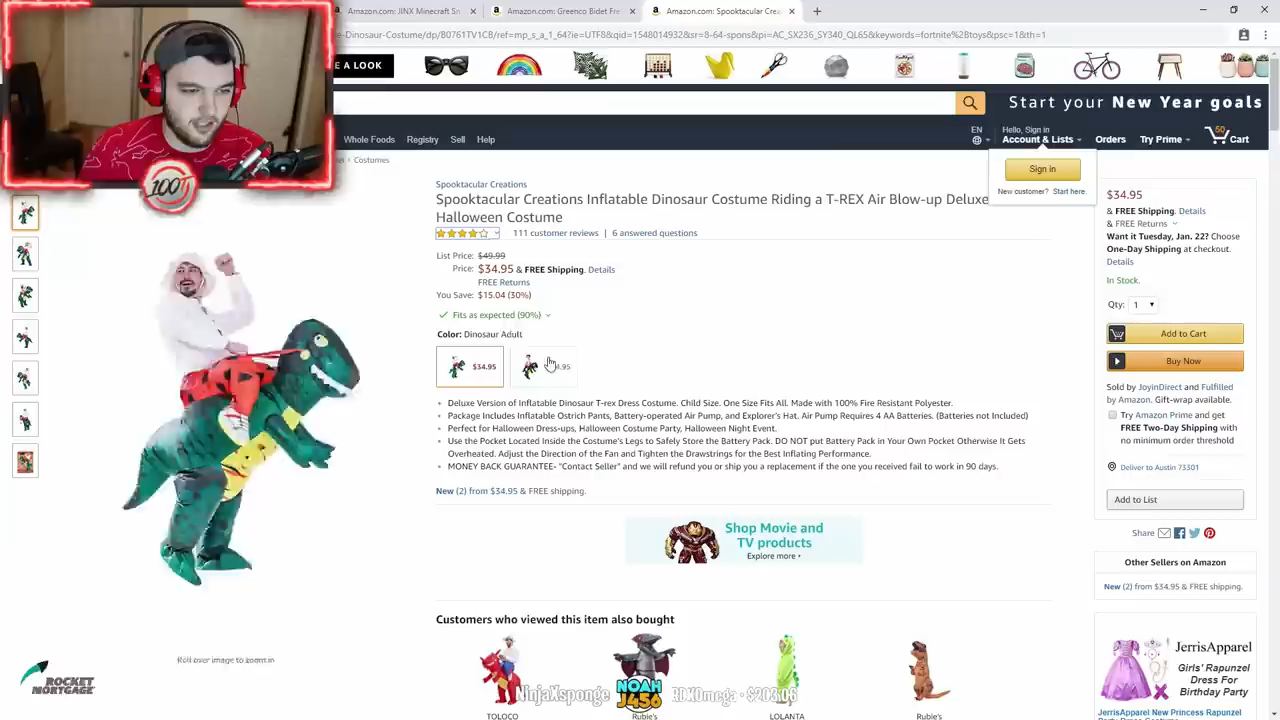 Amazon.com: JINX Minecraft Sn
Amazon.com: Greenco Bidet Fre
Amazon.com: Spooktacular Crea
-Dinosaur-Costume/dp/B0761TV1C8/ref=mp_s_a_1_64?ie=UTF8&qid=1548014932&sr=8-64-spons&pi=AC_SX236_SY340_QL65&keywords=fortnite%2Btoys&psc=1&th=1
E A LOOK
Start your New Year goals
Whole Foods
Registry
Sell
Help
EN
Hello, Sign in
Account & Lists
Orders
Try Prime
50
Cart
Costumes
Sign in
New customer? Start here.
100
Spooktacular Creations
Spooktacular Creations Inflatable Dinosaur Costume Riding a T-REX Air Blow-up Deluxe
Halloween Costume
111 customer reviews | 6 answered questions
List Price: $49.99
Price: $34.95 & FREE Shipping. Details
FREE Returns
You Save: $15.04 (30%)
Fits as expected (90%)
Color: Dinosaur Adult
$34.95
4.95
• Deluxe Version of Inflatable Dinosaur T-rex Dress Costume. Child Size. One Size Fits All. Made with 100% Fire Resistant Polyester.
• Package Includes Inflatable Ostrich Pants, Battery-operated Air Pump, and Explorer's Hat. Air Pump Requires 4 AA Batteries. (Batteries not Included)
• Perfect for Halloween Dress-ups, Halloween Costume Party, Halloween Night Event.
• Use the Pocket Located Inside the Costume's Legs to Safely Store the Battery Pack. DO NOT put Battery Pack in Your Own Pocket Otherwise It Gets
Overheated. Adjust the Direction of the Fan and Tighten the Drawstrings for the Best Inflating Performance.
• MONEY BACK GUARANTEE- "Contact Seller" and we will refund you or ship you a replacement if the one you received fail to work in 90 days.
New (2) from $34.95 & FREE shipping.
Shop Movie and
TV products
Explore more
Customers who viewed this item also bought
TOLOCO
Rubie's
LOLANTA
Rubie's
Roll over image to zoom in
ROCKET
MORTGAGE
NinjaXsponge
NOAH
J456
RDXOmega - $203.06
$34.95
& FREE Shipping. Details
& FREE Returns
Want it Tuesday, Jan. 22? Choose
One-Day Shipping at checkout.
Details
In Stock.
Qty: 1
Add to Cart
Buy Now
Sold by JoyinDirect and Fulfilled
by Amazon. Gift-wrap available.
Try Amazon Prime and get
FREE Two-Day Shipping with
no minimum order threshold
Deliver to Austin 73301
Add to List
Share
Other Sellers on Amazon
New (2) from $34.95 & FREE shipping.
JerrisApparel
Girls' Rapunzel
Dress For
Birthday Party
JerrisApparel New Princess Rapunzel